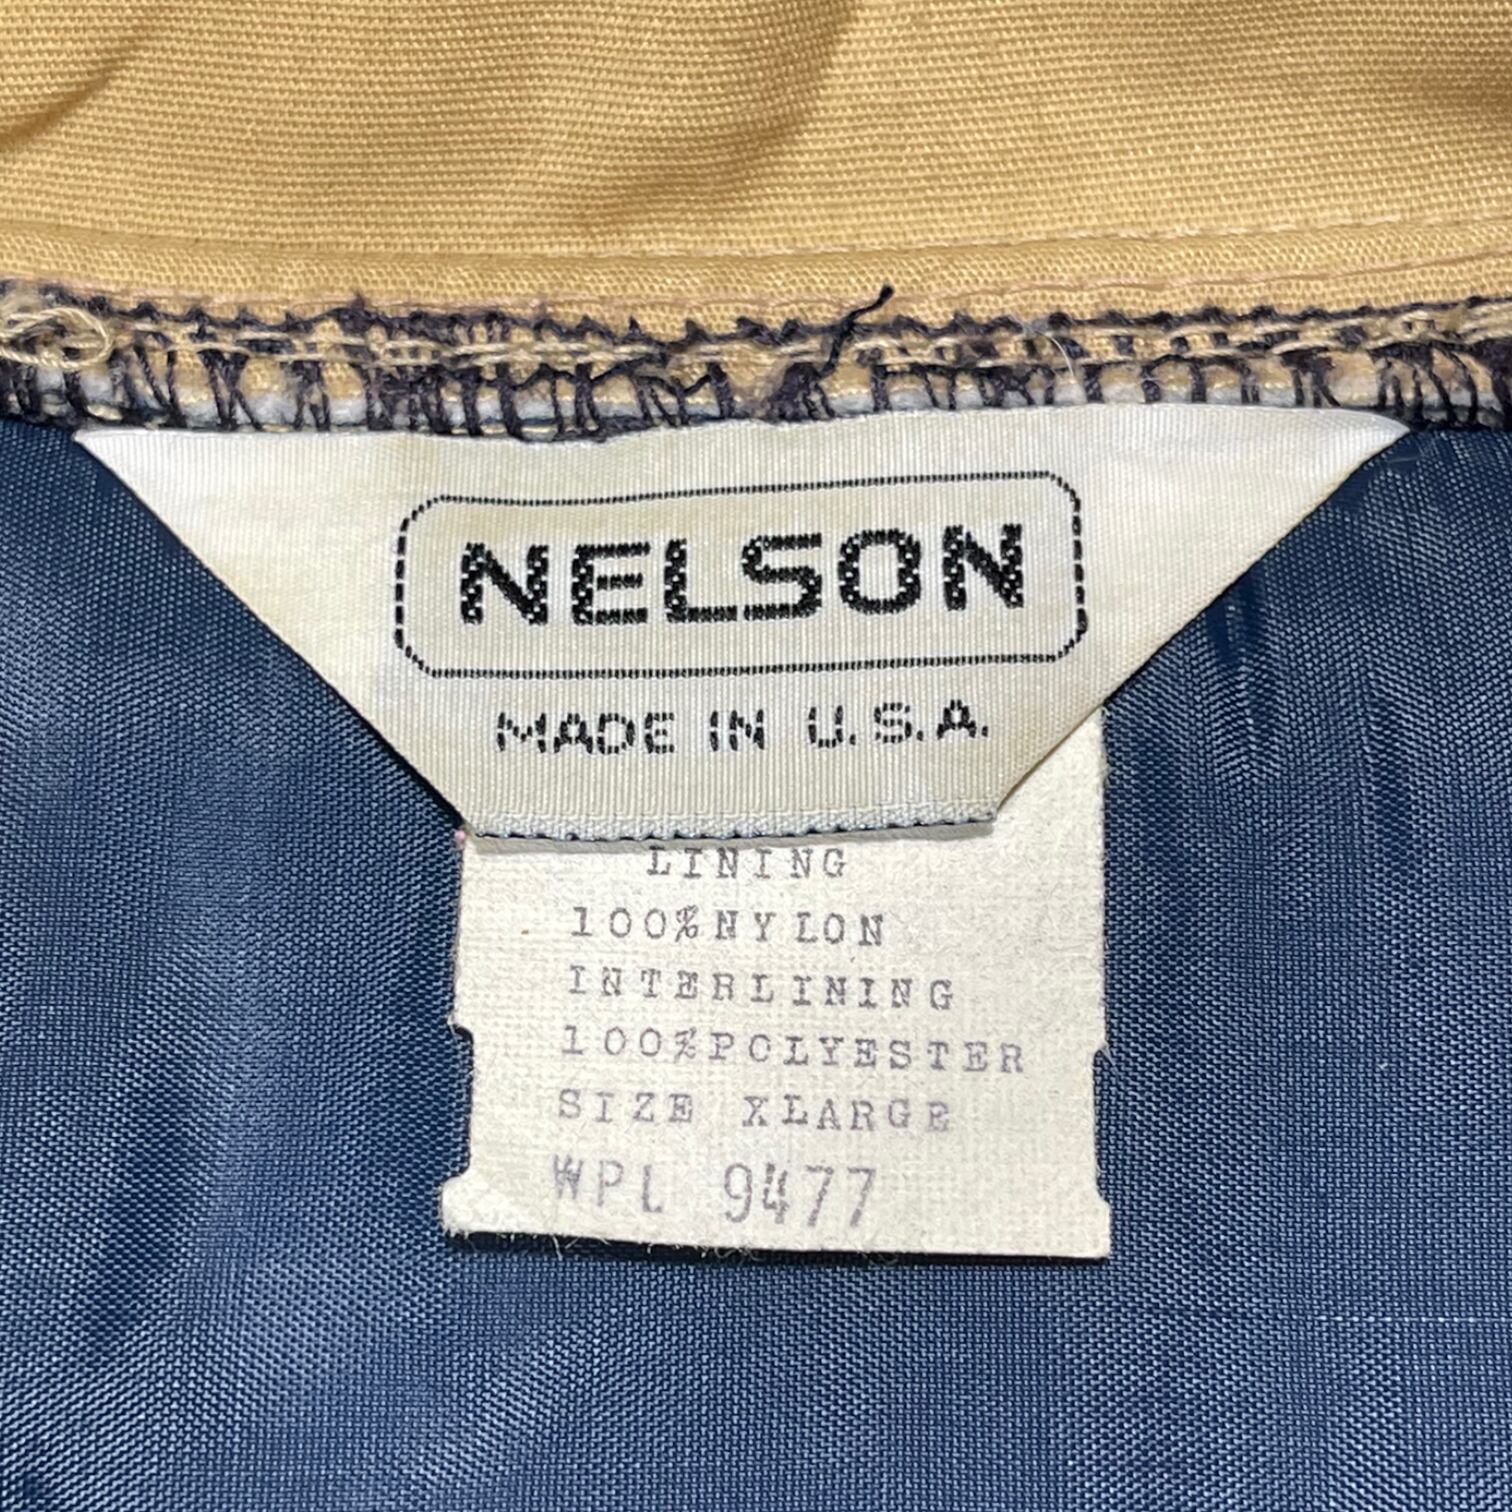 NELSON
MADE IN U.S.A.
LINING
100%NYLON
INTERLINING
100%POLYESTER
SIZE XLARGE
WPL 9477